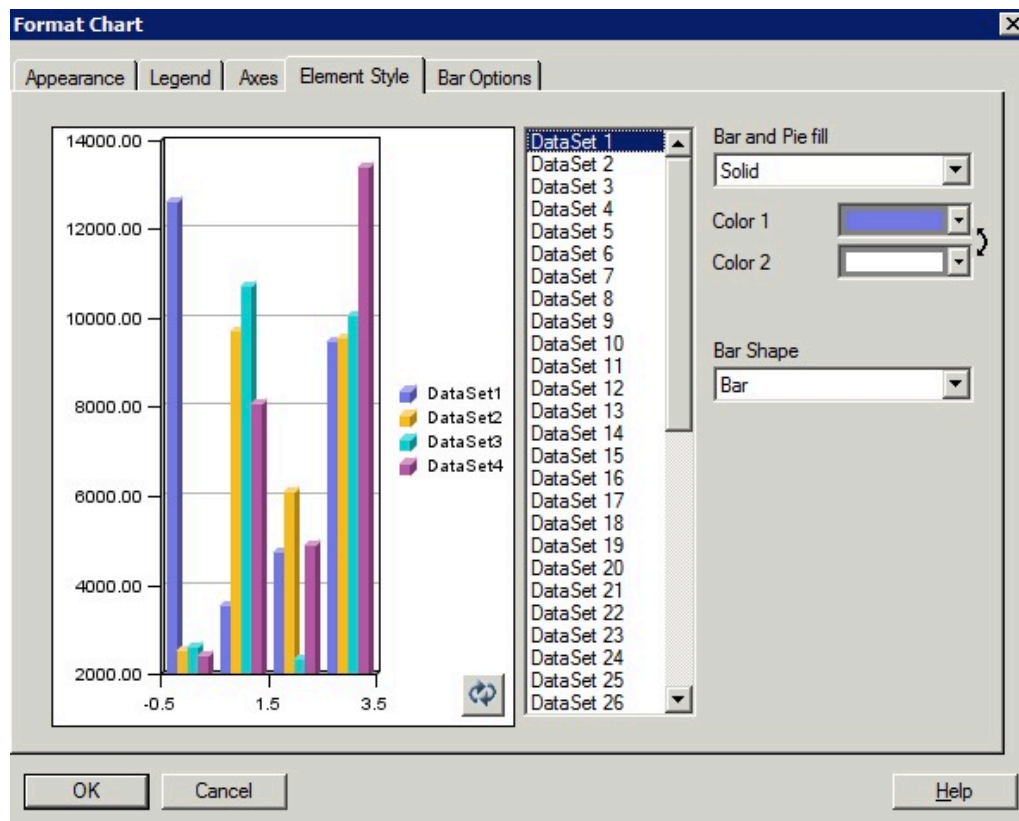 Format Chart
Appearance
Legend
Axes
Element Style
Bar Options
14000.00
12000.00
10000.00
8000.00
6000.00
4000.00
2000.00
-0.5
1.5
3.5
DataSet1
DataSet2
DataSet3
DataSet4
DataSet 1
DataSet 2
DataSet 3
DataSet 4
DataSet 5
DataSet 6
DataSet 7
DataSet 8
DataSet 9
DataSet 10
DataSet 11
DataSet 12
DataSet 13
DataSet 14
DataSet 15
DataSet 16
DataSet 17
DataSet 18
DataSet 19
DataSet 20
DataSet 21
DataSet 22
DataSet 23
DataSet 24
DataSet 25
DataSet 26
Bar and Pie fill
Solid
Color 1
Color 2
Bar Shape
Bar
OK
Cancel
Help